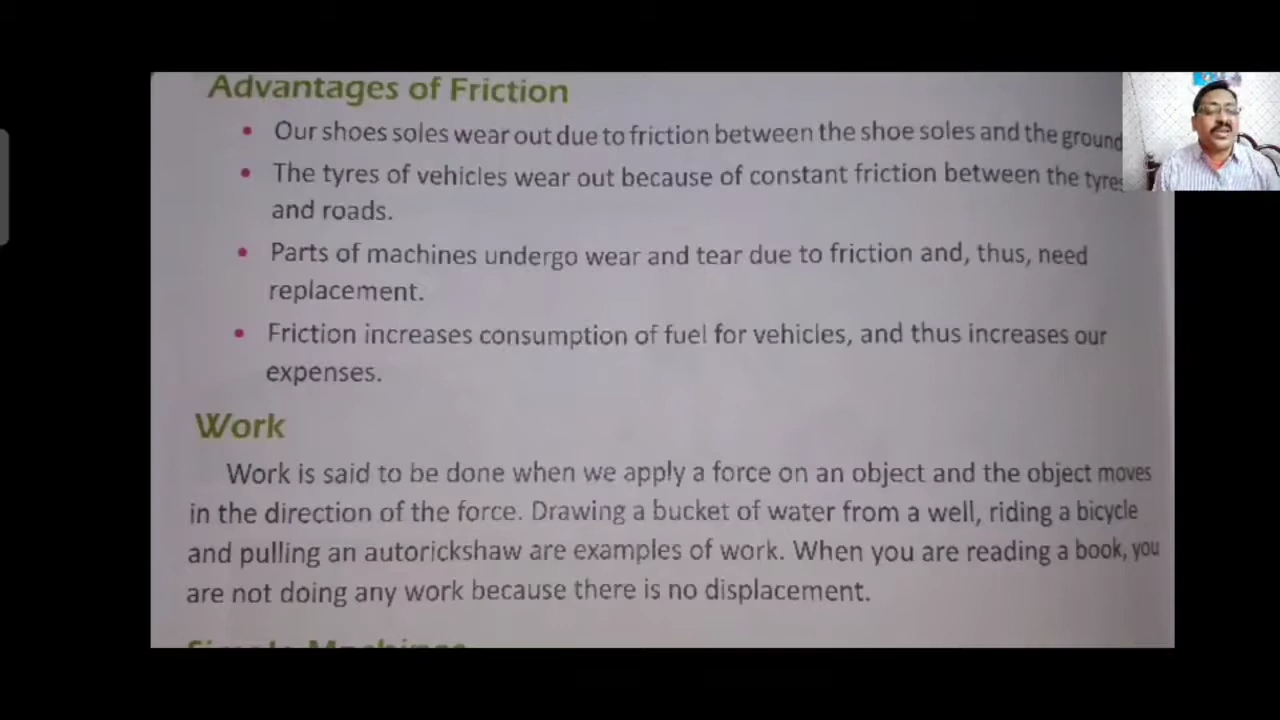 Advantages of Friction
• Our shoes soles wear out due to friction between the shoe soles and the ground
• The tyres of vehicles wear out because of constant friction between the tyres
and roads.
• Parts of machines undergo wear and tear due to friction and, thus, need
replacement.
• Friction increases consumption of fuel for vehicles, and thus increases our
expenses.
Work
Work is said to be done when we apply a force on an object and the object moves
in the direction of the force. Drawing a bucket of water from a well, riding a bicycle
and pulling an autorickshaw are examples of work. When you are reading a book, you
are not doing any work because there is no displacement.
Simple Machines